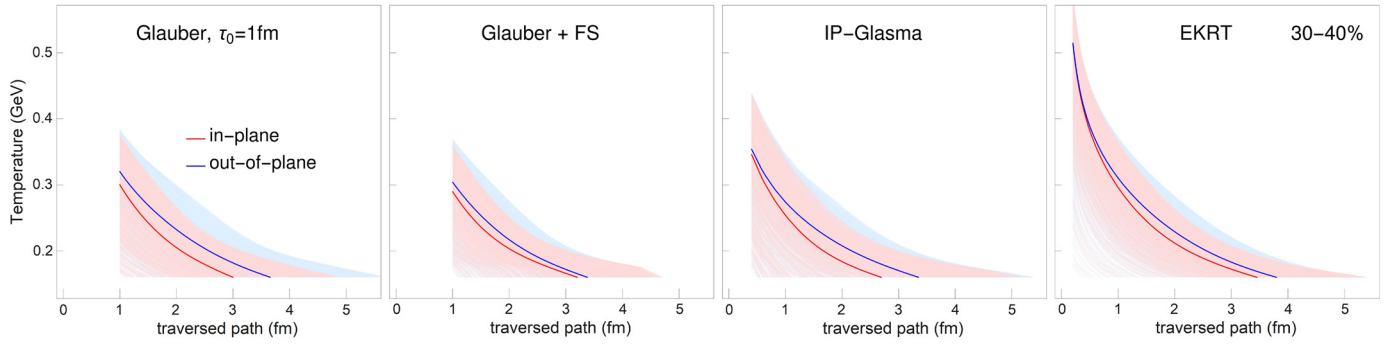 Glauber, τ0=1fm
Glauber + FS
IP−Glasma
EKRT 30−40%
Temperature (GeV)
0.5
0.4
0.3
0.2
in−plane
out−of−plane
0 1 2 3 4 5
0 1 2 3 4 5
0 1 2 3 4 5
0 1 2 3 4 5
traversed path (fm)
traversed path (fm)
traversed path (fm)
traversed path (fm)